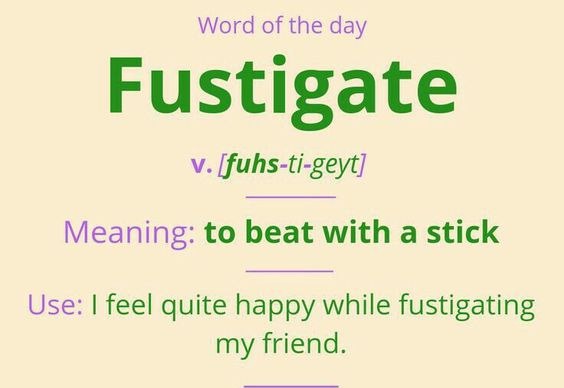 Word of the day
Fustigate
v. [fuhs-ti-geyt]
Meaning: to beat with a stick
Use: I feel quite happy while fustigating
my friend.